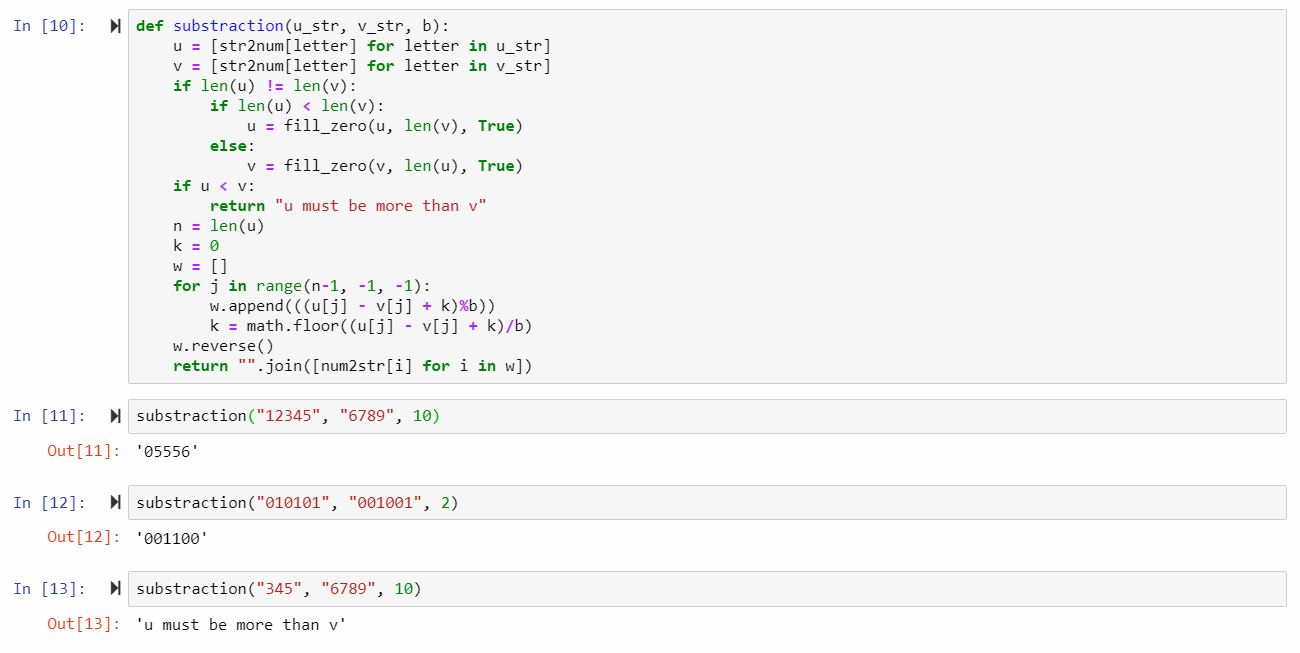 In [10]:
def substraction(u_str, v_str, b):
    u = [str2num[letter] for letter in u_str]
    v = [str2num[letter] for letter in v_str]
    if len(u) != len(v):
        if len(u) < len(v):
            u = fill_zero(u, len(v), True)
        else:
            v = fill_zero(v, len(u), True)
    if u < v:
        return "u must be more than v"
    n = len(u)
    k = 0
    w = []
    for j in range(n-1, -1, -1):
        w.append(((u[j] - v[j] + k)%b))
        k = math.floor((u[j] - v[j] + k)/b)
    w.reverse()
    return "".join([num2str[i] for i in w])
In [11]: substraction("12345", "6789", 10)
Out[11]: '05556'
In [12]: substraction("010101", "001001", 2)
Out[12]: '001100'
In [13]: substraction("345", "6789", 10)
Out[13]: 'u must be more than v'